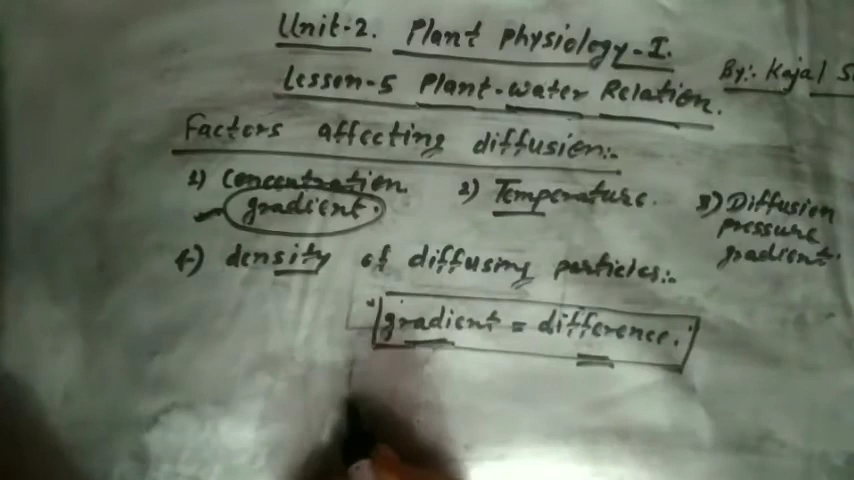 Unit-2. Plant Physiology-I.
By:- Kajal
Lesson-5 Plant-water Relation.
Factors affecting diffusion:-
1) Concentration gradient.
2) Temperature.
3) Diffusion pressure gradient.
4) density of diffusing particles:-
gradient = difference.